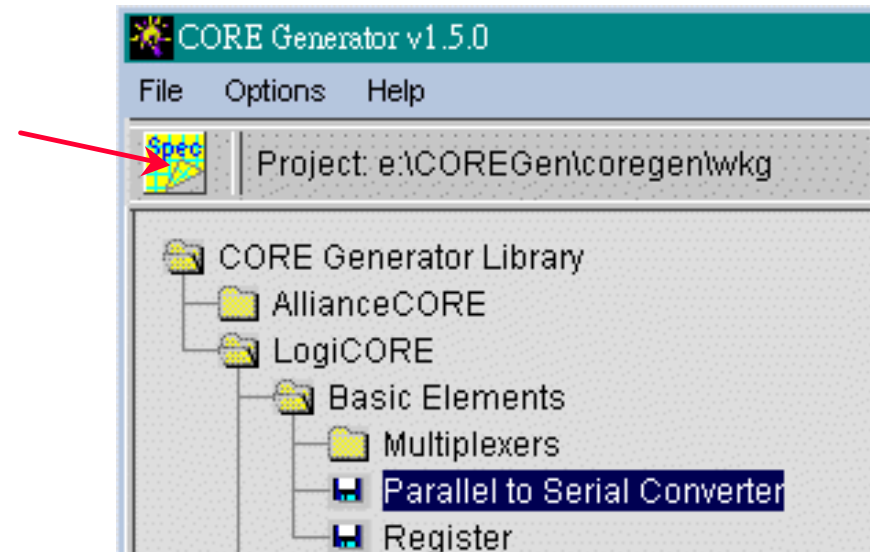 CORE Generator v1.5.0
File Options Help
Spec
Project: e:\COREGen\coregen\wkg
CORE Generator Library
AllianceCORE
LogiCORE
Basic Elements
Multiplexers
Parallel to Serial Converter
Register